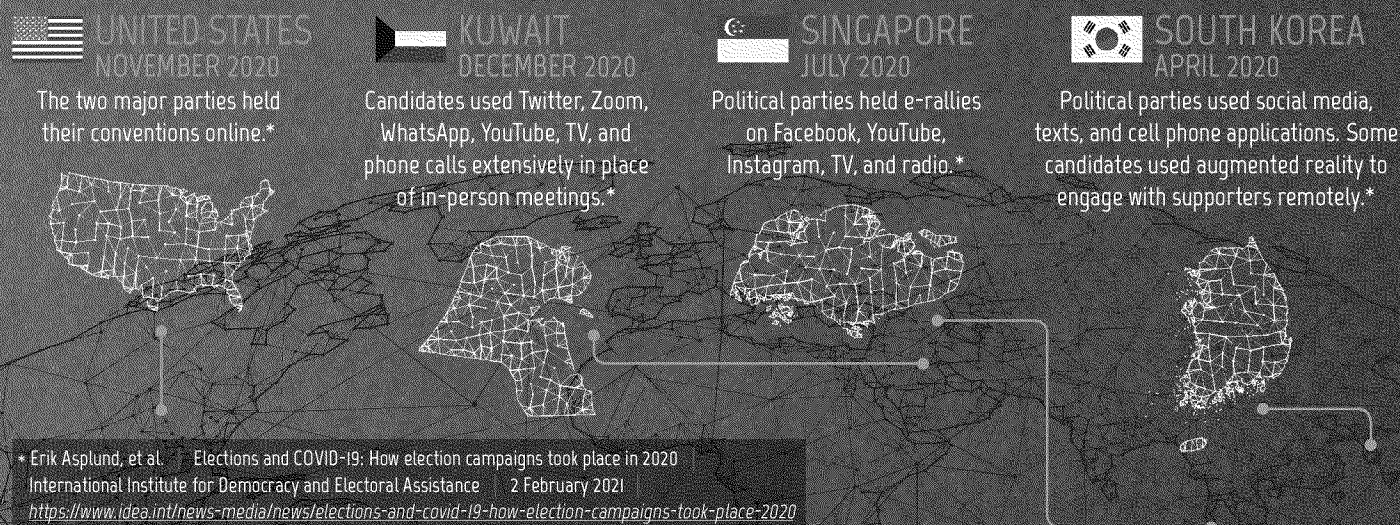 UNITED STATES
NOVEMBER 2020
The two major parties held
their conventions online.*
KUWAIT
DECEMBER 2020
Candidates used Twitter, Zoom,
WhatsApp, YouTube, TV, and
phone calls extensively in place
of in-person meetings.*
SINGAPORE
JULY 2020
Political parties held e-rallies
on Facebook, YouTube,
Instagram, TV, and radio.*
SOUTH KOREA
APRIL 2020
Political parties used social media,
texts, and cell phone applications. Some
candidates used augmented reality to
engage with supporters remotely.*
* Erik Asplund, et al. Elections and COVID-19: How election campaigns took place in 2020
International Institute for Democracy and Electoral Assistance | 2 February 2021
https://www.idea.int/news-media/news/elections-and-covid-19-how-election-campaigns-took-place-2020